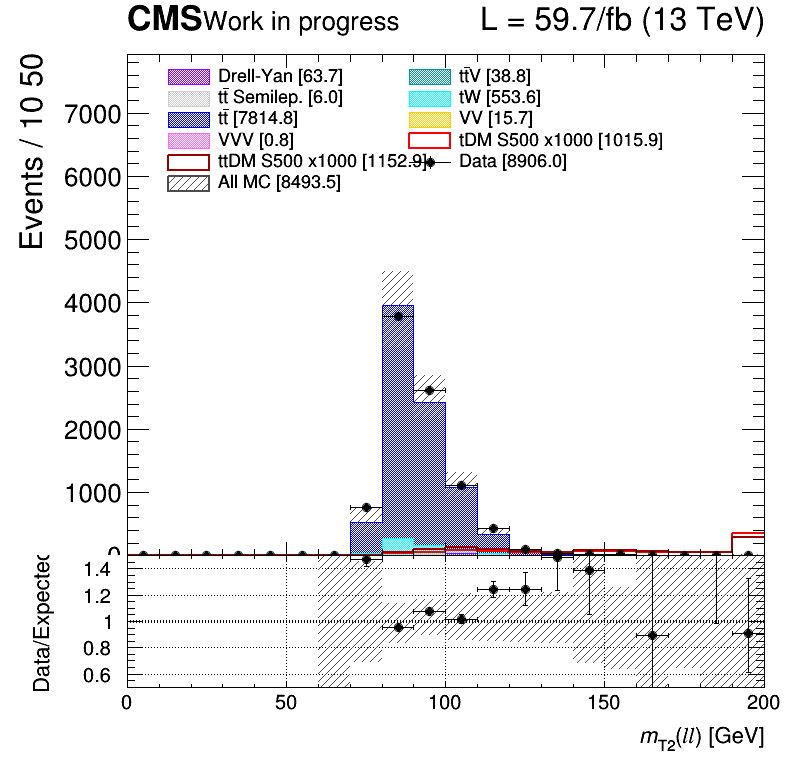 CMS Work in progress L = 59.7/fb (13 TeV)
Events / 10 50
Drell-Yan [63.7] tt̄V [38.8]
tt̄ Semilep. [6.0] tW [553.6]
tt̄ [7814.8] VV [15.7]
VVV [0.8] tDM S500 x1000 [1015.9]
ttDM S500 x1000 [1152.9] Data [8906.0]
All MC [8493.5]
7000
6000
5000
4000
3000
2000
1000
0
Data/Expected
1.4
1.2
1
0.8
0.6
0 50 100 150 200
mT2(ll) [GeV]